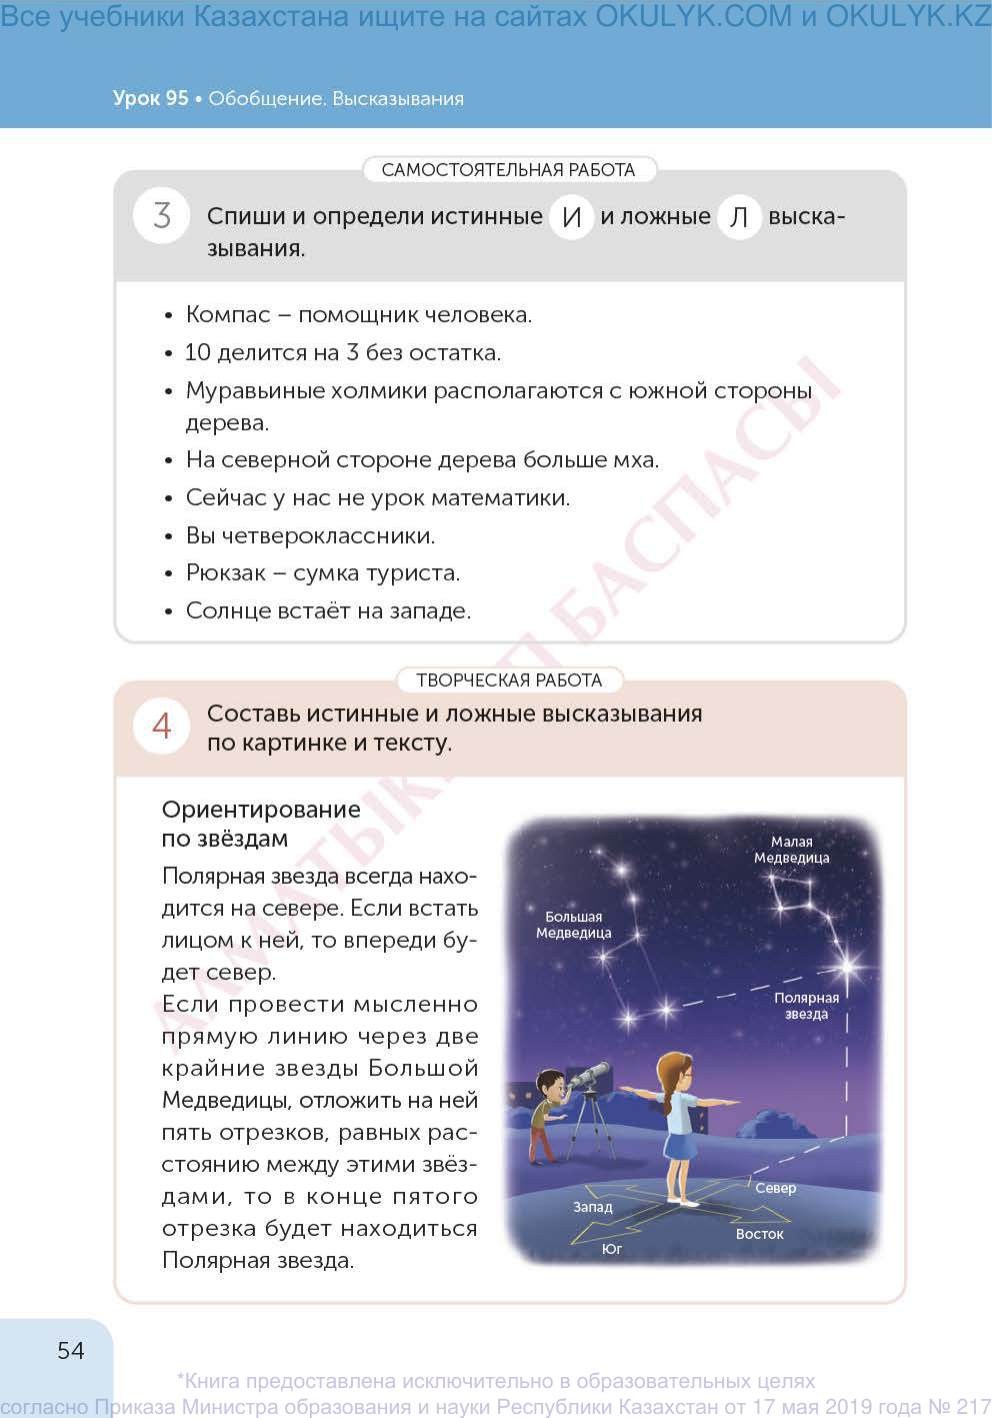 Все учебники Казахстана ищите на сайтах OKULYK.COM и OKULYK.KZ
Урок 95 • Обобщение. Высказывания
САМОСТОЯТЕЛЬНАЯ РАБОТА
3 Спиши и определи истинные И и ложные Л выска-
зывания.
• Компас – помощник человека.
• 10 делится на 3 без остатка.
• Муравьиные холмики располагаются с южной стороны
дерева.
• На северной стороне дерева больше мха.
• Сейчас у нас не урок математики.
• Вы четвероклассники.
• Рюкзак – сумка туриста.
• Солнце встаёт на западе.
ТВОРЧЕСКАЯ РАБОТА
4 Составь истинные и ложные высказывания
по картинке и тексту.
Ориентирование
по звёздам
Полярная звезда всегда нахо-
дится на севере. Если встать
лицом к ней, то впереди бу-
дет север.
Если провести мысленно
прямую линию через две
крайние звезды Большой
Медведицы, отложить на ней
пять отрезков, равных рас-
стоянию между этими звёз-
дами, то в конце пятого
отрезка будет находиться
Полярная звезда.
Малая
Медведица
Большая
Медведица
Полярная
звезда
Север
Запад
Восток
Юг
54
*Книга предоставлена исключительно в образовательных целях
согласно Приказа Министра образования и науки Республики Казахстан от 17 мая 2019 года № 217